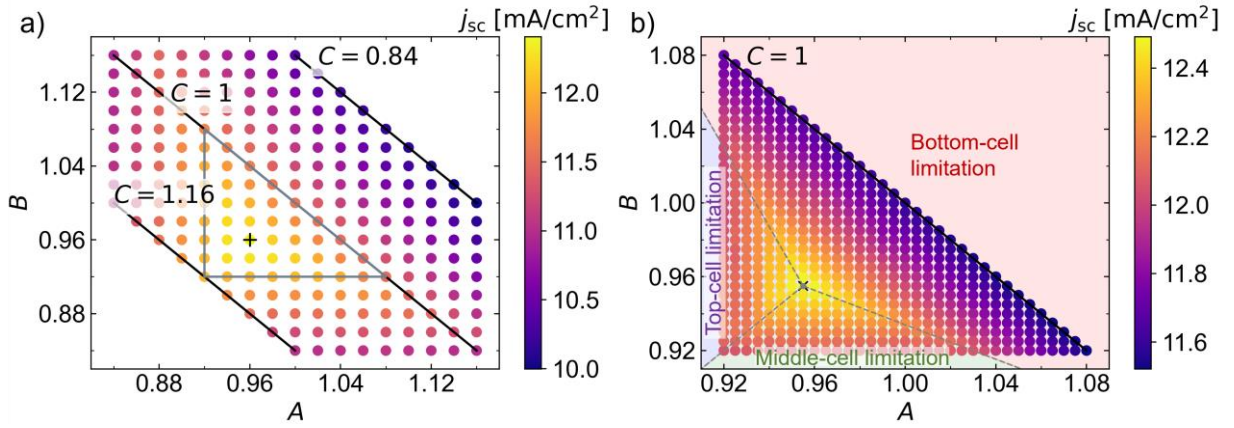 a)
j_sc [mA/cm²]
C = 0.84
C = 1
C = 1.16
1.12
1.04
0.96
0.88
B
0.88 0.96 1.04 1.12
A
12.0
11.5
11.0
10.5
10.0
b)
j_sc [mA/cm²]
C = 1
Bottom-cell
limitation
Top-cell limitation
Middle-cell limitation
1.08
1.04
1.00
0.96
0.92
B
0.92 0.96 1.00 1.04 1.08
A
12.4
12.2
12.0
11.8
11.6